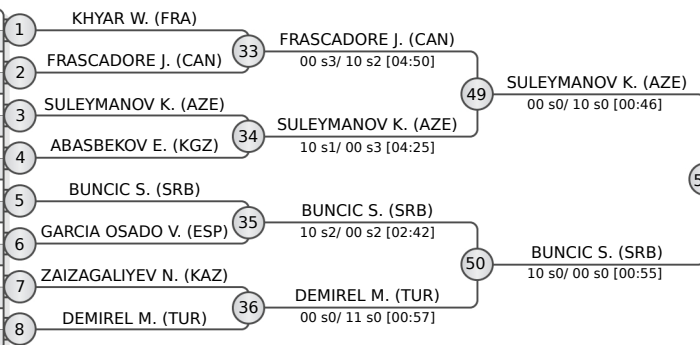 1
KHYAR W. (FRA)
2
FRASCADORE J. (CAN)
33
FRASCADORE J. (CAN)
00 s3/ 10 s2 [04:50]
3
SULEYMANOV K. (AZE)
4
ABASBEKOV E. (KGZ)
34
SULEYMANOV K. (AZE)
10 s1/ 00 s3 [04:25]
49
SULEYMANOV K. (AZE)
00 s0/ 10 s0 [00:46]
5
BUNCIC S. (SRB)
6
GARCIA OSADO V. (ESP)
35
BUNCIC S. (SRB)
10 s2/ 00 s2 [02:42]
7
ZAIZAGALIYEV N. (KAZ)
8
DEMIREL M. (TUR)
36
DEMIREL M. (TUR)
00 s0/ 11 s0 [00:57]
50
BUNCIC S. (SRB)
10 s0/ 00 s0 [00:55]